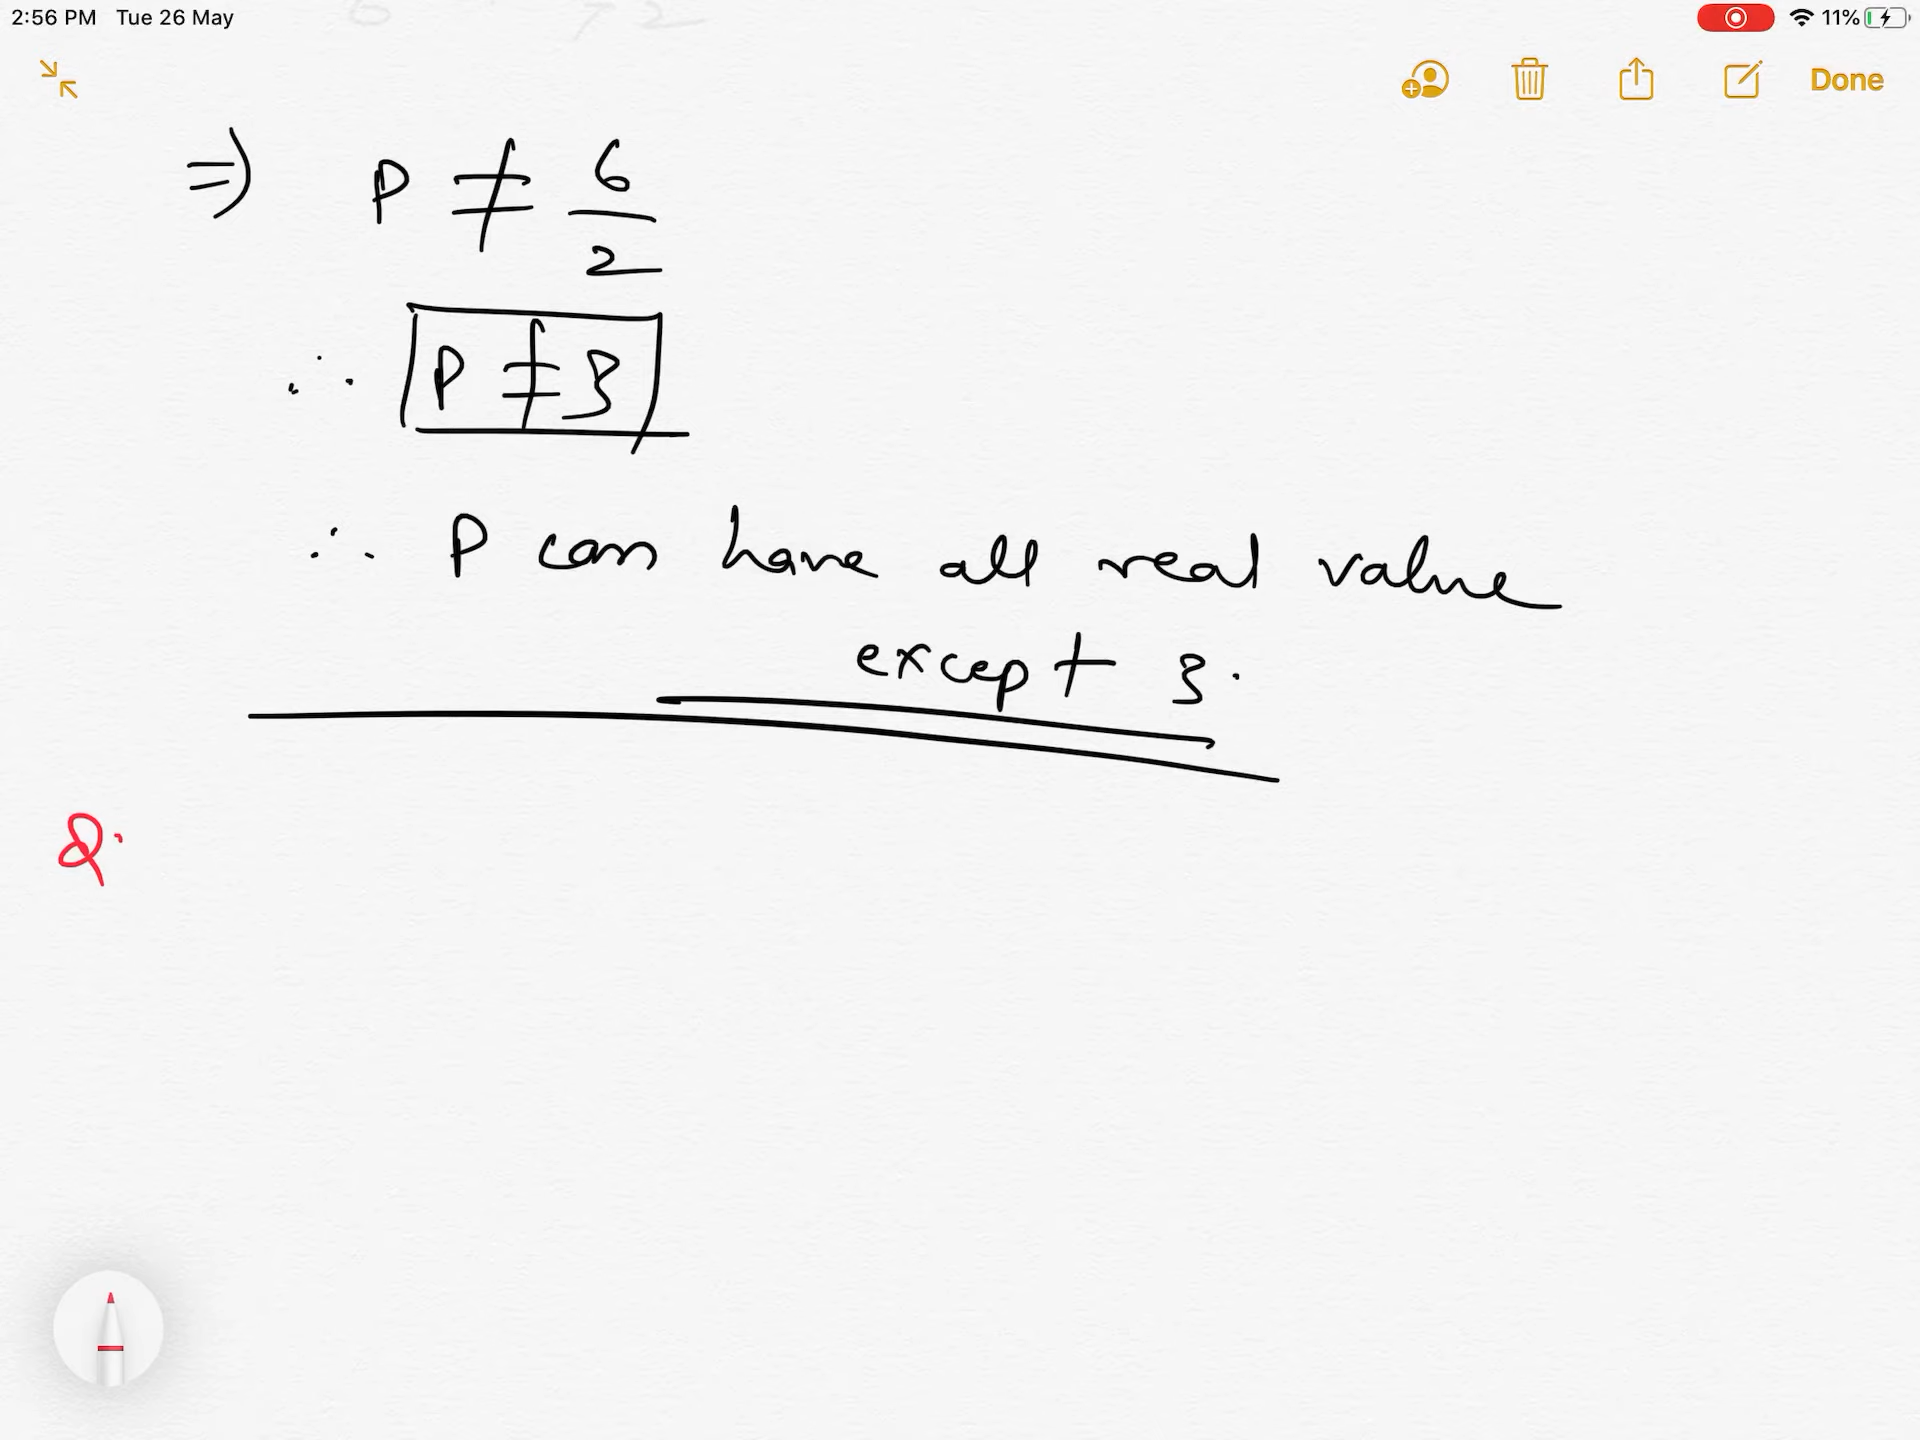 2:56 PM Tue 26 May 11%
Done
⇒) P ≠ 6/2
∴ P ≠ 3
∴ P can have all real value
except 3.
Q.